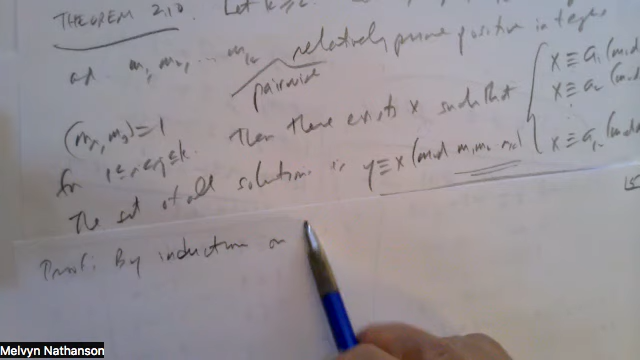 THEOREM 2.10 Let k ≥ 2.
ad m₁, m₂, ... mₖ relatively prime positive integers
pairwise
(mᵢ, mⱼ) = 1 Then there exists x such that { x ≡ a₁ (mod
x ≡ a₂ (mod
for 1 ≤ i < j ≤ k. x ≡ aₖ (mod
The set of all solutions is y ≡ x (mod m₁m₂
Proof: By induction on
Melvyn Nathanson